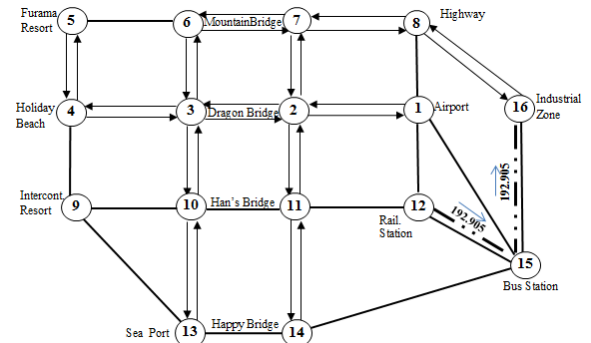 Furama
Resort
5
6
MountainBridge
7
8
Highway
Holiday
Beach
4
3
Dragon Bridge
2
1
Airport
16
Industrial
Zone
192.905
Intercont.
Resort
9
10
Han's Bridge
11
12
Rail.
Station
192.905
15
Bus Station
Sea Port
13
Happy Bridge
14